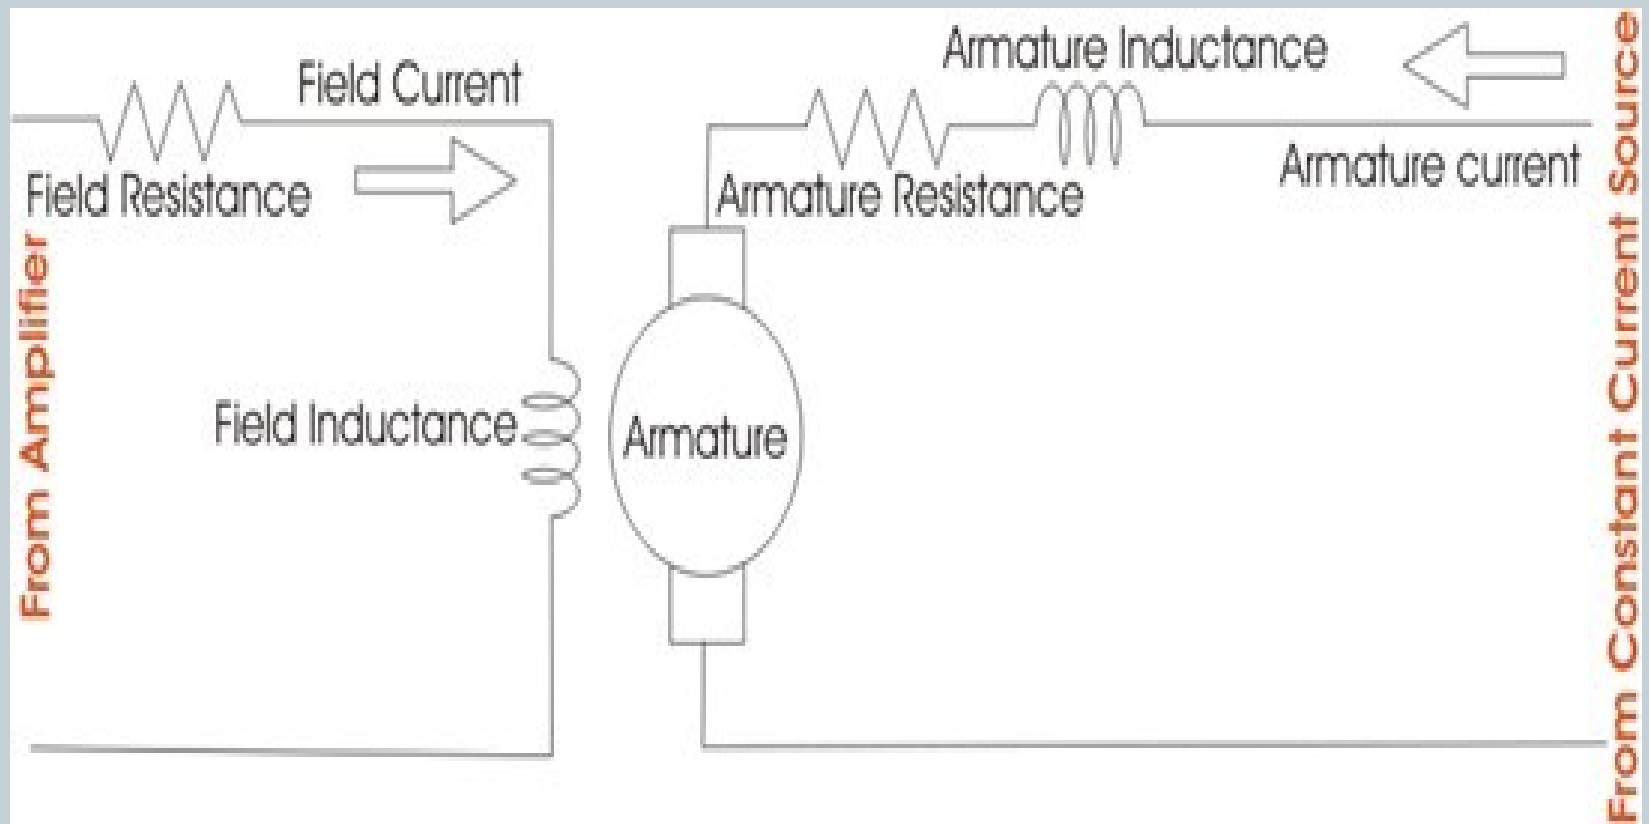 Field Current
Field Resistance
From Amplifier
Field Inductance
Armature Inductance
Armature current
Armature Resistance
Armature
From Constant Current Source